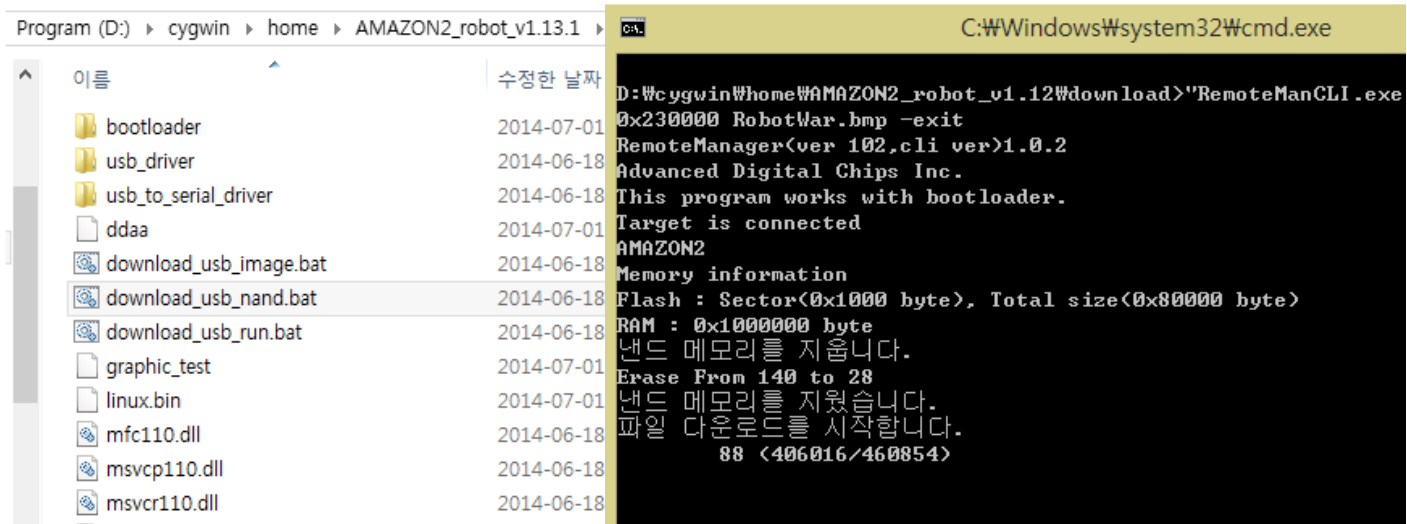 Program (D:) ▸ cygwin ▸ home ▸ AMAZON2_robot_v1.13.1 ▸
이름 수정한 날짜
bootloader 2014-07-01
usb_driver 2014-06-18
usb_to_serial_driver 2014-06-18
ddaa 2014-07-01
download_usb_image.bat 2014-06-18
download_usb_nand.bat 2014-06-18
download_usb_run.bat 2014-06-18
graphic_test 2014-07-01
linux.bin 2014-07-01
mfc110.dll 2014-06-18
msvcp110.dll 2014-06-18
msvcr110.dll 2014-06-18
C:\. C:₩Windows₩system32₩cmd.exe
D:₩cygwin₩home₩AMAZON2_robot_v1.12₩download>"RemoteManCLI.exe
0x230000 RobotWar.bmp -exit
RemoteManager(ver 102,cli ver)1.0.2
Advanced Digital Chips Inc.
This program works with bootloader.
Target is connected
AMAZON2
Memory information
Flash : Sector(0x1000 byte), Total size(0x80000 byte)
RAM : 0x1000000 byte
낸드 메모리를 지웁니다.
Erase From 140 to 28
낸드 메모리를 지웠습니다.
파일 다운로드를 시작합니다.
88 (406016/460854)